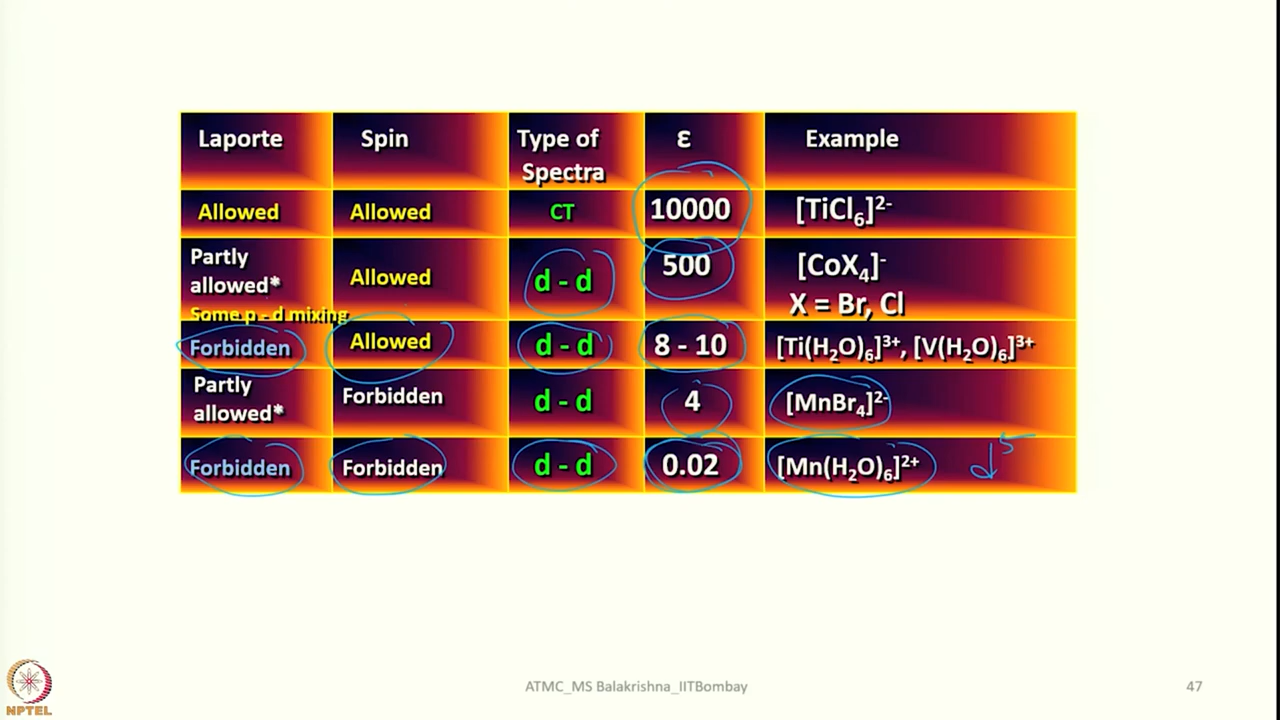 Laporte Spin Type of Spectra ε Example
Allowed Allowed CT 10000 [TiCl₆]²⁻
Partly allowed* Allowed d - d 500 [CoX₄]⁻
X = Br, Cl
Some p - d mixing
Forbidden Allowed d - d 8 - 10 [Ti(H₂O)₆]³⁺, [V(H₂O)₆]³⁺
Partly allowed* Forbidden d - d 4 [MnBr₄]²⁻
Forbidden Forbidden d - d 0.02 [Mn(H₂O)₆]²⁺ d⁵
NPTEL
ATMC_MS Balakrishna_IITBombay
47